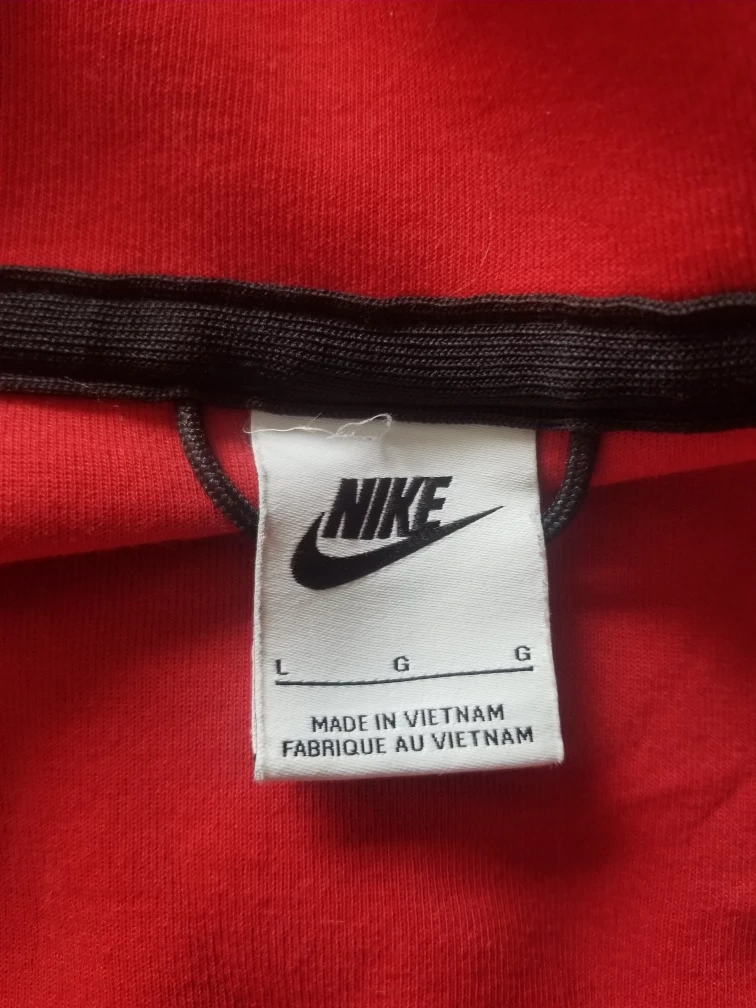 NIKE
L G G
MADE IN VIETNAM
FABRIQUE AU VIETNAM